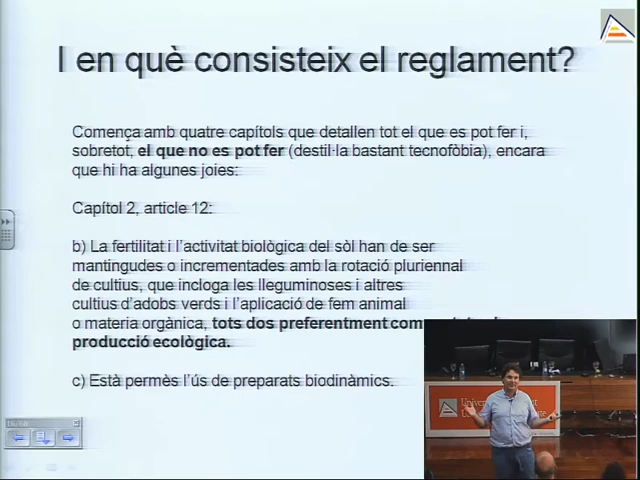 I en què consisteix el reglament?
Comença amb quatre capítols que detallen tot el que es pot fer i,
sobretot, el que no es pot fer (destil·la bastant tecnofòbia), encara
que hi ha algunes joies:
Capítol 2, article 12:
b) La fertilitat i l'activitat biològica del sòl han de ser
mantingudes o incrementades amb la rotació pluriennal
de cultius, que incloga les lleguminoses i altres
cultius d'adobs verds i l'aplicació de fem animal
o materia orgànica, tots dos preferentment
producció ecològica.
c) Està permès l'ús de preparats biodinàmics.